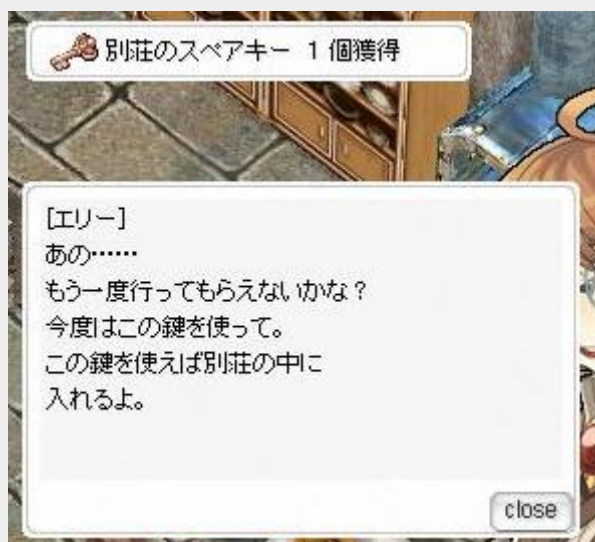 別荘のスペアキー 1 個獲得
[エリー]
あの……
もう一度行ってもらえないかな？
今度はこの鍵を使って。
この鍵を使えば別荘の中に
入れるよ。
close